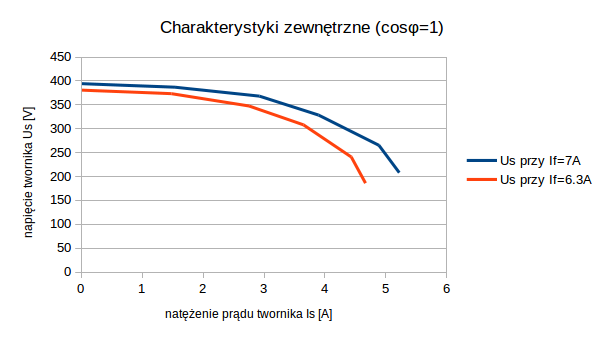 Charakterystyki zewnętrzne (cosφ=1)
450
400
350
300
250
200
150
100
50
0
napięcie twornika Us [V]
0 1 2 3 4 5 6
natężenie prądu twornika Is [A]
Us przy If=7A
Us przy If=6.3A